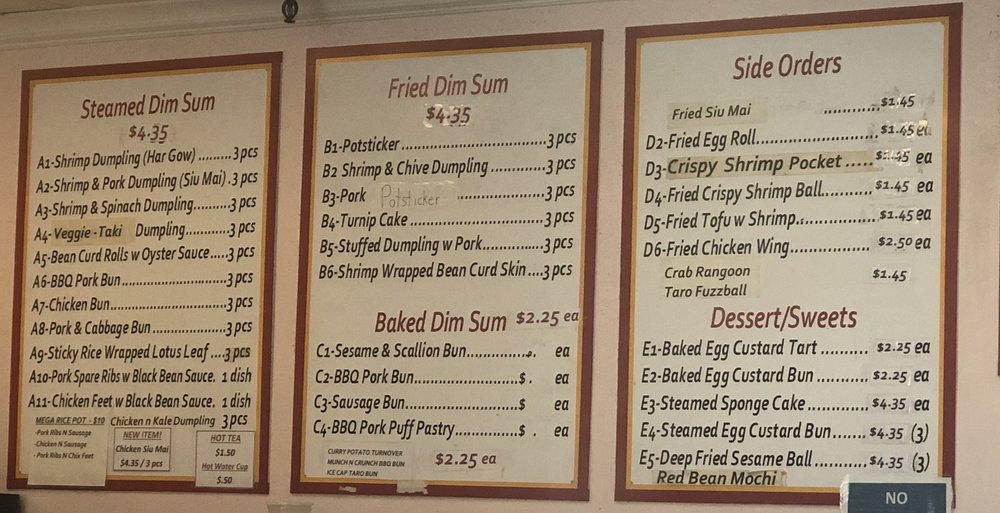 Steamed Dim Sum
$4.35
A1-Shrimp Dumpling (Har Gow) .........3 pcs
A2-Shrimp & Pork Dumpling (Siu Mai) .3 pcs
A3-Shrimp & Spinach Dumpling.........3 pcs
A4-Veggie-Taki Dumpling...........3 pcs
A5-Bean Curd Rolls w Oyster Sauce.....3 pcs
A6-BBQ Pork Bun.........................3 pcs
A7-Chicken Bun............................3 pcs
A8-Pork & Cabbage Bun ......................3 pcs
A9-Sticky Rice Wrapped Lotus Leaf ....3 pcs
A10-Pork Spare Ribs w Black Bean Sauce. 1 dish
A11-Chicken Feet w Black Bean Sauce. 1 dish
Chicken n Kale Dumpling 3 pcs
MEGA RICE POT - $10
-Pork Ribs N Sausage
-Chicken N Sausage
-Pork Ribs N Chix Feet
NEW ITEM!
Chicken Siu Mai
$4.35 / 3 pcs
HOT TEA
$1.50
Hot Water Cup
$.50
Fried Dim Sum
$4.35
B1-Potsticker ...................................3 pcs
B2 Shrimp & Chive Dumpling ............3 pcs
B3-Pork Potsticker ..................3 pcs
B4-Turnip Cake .................................3 pcs
B5-Stuffed Dumpling w Pork.............3 pcs
B6-Shrimp Wrapped Bean Curd Skin ....3 pcs
Baked Dim Sum $2.25 ea
C1-Sesame & Scallion Bun............... ea
C2-BBQ Pork Bun.........................$ . ea
C3-Sausage Bun...........................$ ea
C4-BBQ Pork Puff Pastry...............$ . ea
CURRY POTATO TURNOVER
MUNCH N CRUNCH BBQ BUN
ICE CAP TARO BUN
$2.25 ea
Side Orders
Fried Siu Mai ............$1.45
D2-Fried Egg Roll..........................$1.45 ea
D3-Crispy Shrimp Pocket ..... $1.45 ea
D4-Fried Crispy Shrimp Ball.......... $1.45 ea
D5-Fried Tofu w Shrimp.................$1.45 ea
D6-Fried Chicken Wing................. $2.50 ea
Crab Rangoon $1.45
Taro Fuzzball
Dessert/Sweets
E1-Baked Egg Custard Tart .......... $2.25 ea
E2-Baked Egg Custard Bun ........... $2.25 ea
E3-Steamed Sponge Cake............. $4.35 ea
E4-Steamed Egg Custard Bun....... $4.35 (3)
E5-Deep Fried Sesame Ball........... $4.35 (3)
Red Bean Mochi
NO